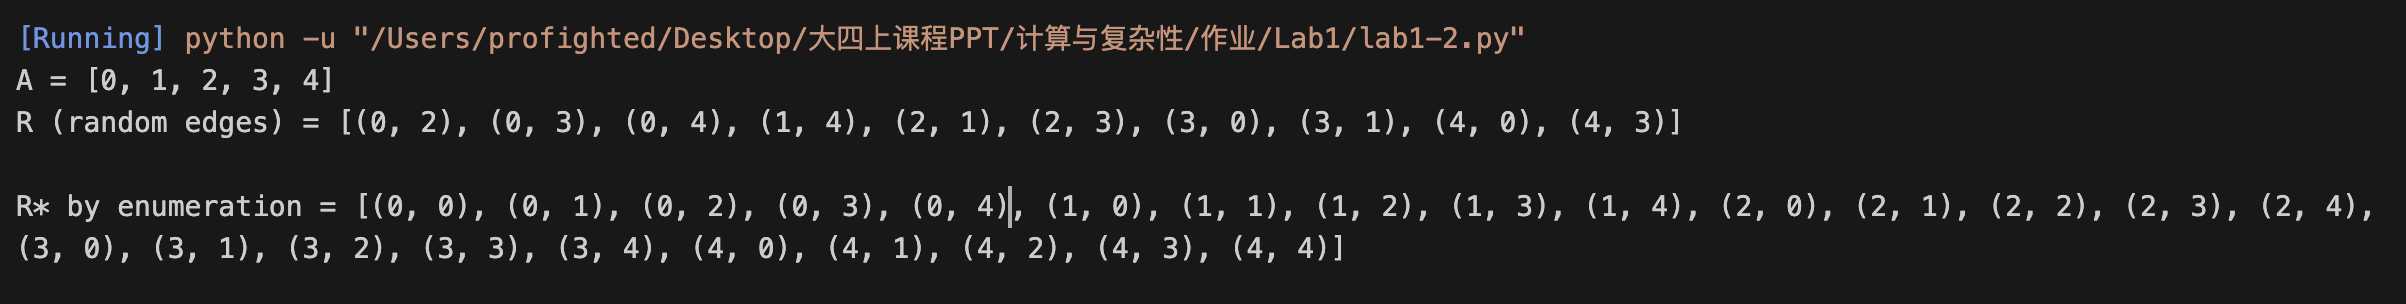 [Running] python -u "/Users/profighted/Desktop/大四上课程PPT/计算与复杂性/作业/Lab1/lab1-2.py"
A = [0, 1, 2, 3, 4]
R (random edges) = [(0, 2), (0, 3), (0, 4), (1, 4), (2, 1), (2, 3), (3, 0), (3, 1), (4, 0), (4, 3)]
R* by enumeration = [(0, 0), (0, 1), (0, 2), (0, 3), (0, 4), (1, 0), (1, 1), (1, 2), (1, 3), (1, 4), (2, 0), (2, 1), (2, 2), (2, 3), (2, 4),
(3, 0), (3, 1), (3, 2), (3, 3), (3, 4), (4, 0), (4, 1), (4, 2), (4, 3), (4, 4)]